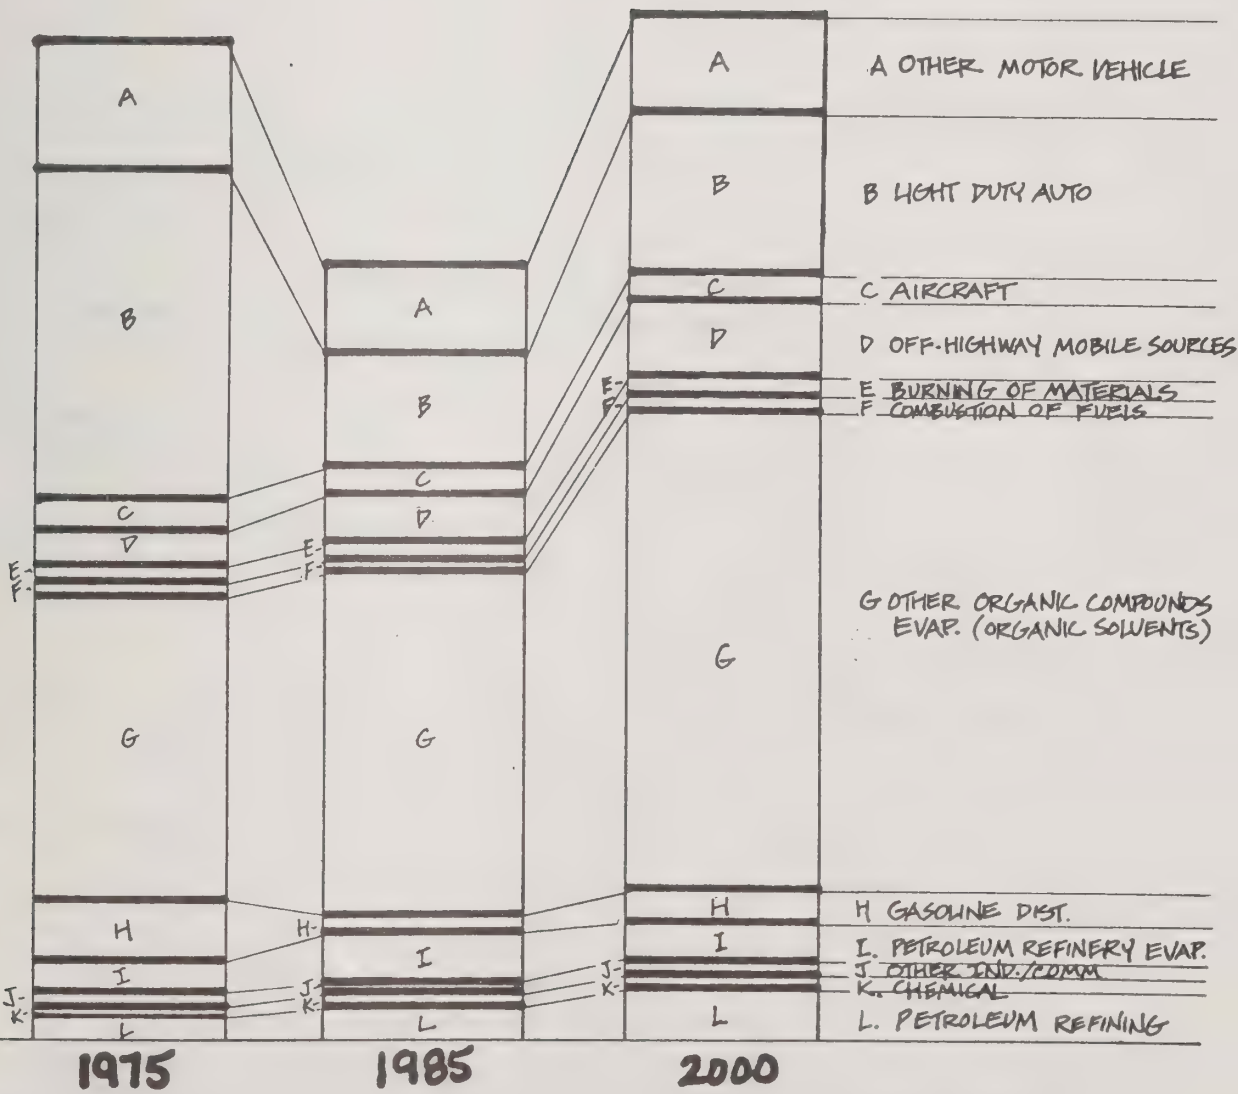 A
B
C
D
E-
F-
G
H
I
J-
K-
L
1975
A
B
C
D
E-
F-
G
H-
I
J-
K-
L
1985
A
B
C
D
E-
F-
G
H
I
J-
K-
L
2000
A OTHER MOTOR VEHICLE
B LIGHT DUTY AUTO
C AIRCRAFT
D OFF-HIGHWAY MOBILE SOURCES
E BURNING OF MATERIALS
F COMBUSTION OF FUELS
G OTHER ORGANIC COMPOUNDS
EVAP. (ORGANIC SOLVENTS)
H GASOLINE DIST.
I. PETROLEUM REFINERY EVAP.
J. OTHER IND./COMM
K. CHEMICAL
L. PETROLEUM REFINING